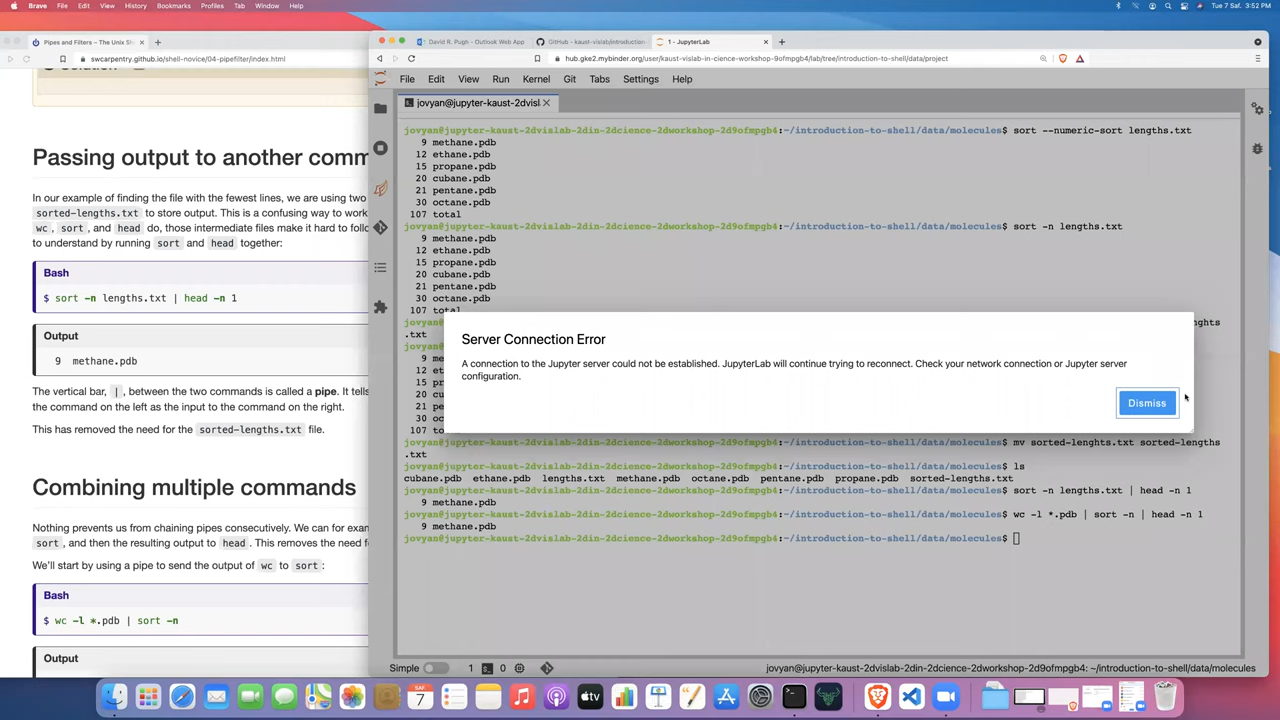 Brave File Edit View History Bookmarks Profiles Tab Window Help
Tue 7 Saf. 3:52 PM
Pipes and Filters – The Unix Sh
swcarpentry.github.io/shell-novice/04-pipefilter/index.html
Passing output to another comm
In our example of finding the file with the fewest lines, we are using two
sorted-lengths.txt to store output. This is a confusing way to work
wc, sort, and head do, those intermediate files make it hard to follo
to understand by running sort and head together:
Bash
$ sort -n lengths.txt | head -n 1
Output
9 methane.pdb
The vertical bar, |, between the two commands is called a pipe. It tells
the command on the left as the input to the command on the right.
This has removed the need for the sorted-lengths.txt file.
Combining multiple commands
Nothing prevents us from chaining pipes consecutively. We can for exam
sort, and then the resulting output to head. This removes the need f
We'll start by using a pipe to send the output of wc to sort:
Bash
$ wc -l *.pdb | sort -n
Output
David R. Pugh - Outlook Web App
GitHub - kaust-vislab/introduction
1 - JupyterLab
hub.gke2.mybinder.org/user/kaust-vislab-in-cience-workshop-9ofmpgb4/lab/tree/introduction-to-shell/data/project
File Edit View Run Kernel Git Tabs Settings Help
jovyan@jupyter-kaust-2dvisl
jovyan@jupyter-kaust-2dvislab-2din-2dcience-2dworkshop-2d9ofmpgb4:~/introduction-to-shell/data/molecules$ sort --numeric-sort lengths.txt
9 methane.pdb
12 ethane.pdb
15 propane.pdb
20 cubane.pdb
21 pentane.pdb
30 octane.pdb
107 total
jovyan@jupyter-kaust-2dvislab-2din-2dcience-2dworkshop-2d9ofmpgb4:~/introduction-to-shell/data/molecules$ sort -n lengths.txt
9 methane.pdb
12 ethane.pdb
15 propane.pdb
20 cubane.pdb
21 pentane.pdb
30 octane.pdb
107 total
Server Connection Error
A connection to the Jupyter server could not be established. JupyterLab will continue trying to reconnect. Check your network connection or Jupyter server
configuration.
Dismiss
mv sorted-lenghts.txt sorted-lengths
.txt
jovyan@jupyter-kaust-2dvislab-2din-2dcience-2dworkshop-2d9ofmpgb4:~/introduction-to-shell/data/molecules$ ls
cubane.pdb ethane.pdb lengths.txt methane.pdb octane.pdb pentane.pdb propane.pdb sorted-lengths.txt
jovyan@jupyter-kaust-2dvislab-2din-2dcience-2dworkshop-2d9ofmpgb4:~/introduction-to-shell/data/molecules$ sort -n lengths.txt | head -n 1
9 methane.pdb
jovyan@jupyter-kaust-2dvislab-2din-2dcience-2dworkshop-2d9ofmpgb4:~/introduction-to-shell/data/molecules$ wc -l *.pdb | sort -n | head -n 1
9 methane.pdb
jovyan@jupyter-kaust-2dvislab-2din-2dcience-2dworkshop-2d9ofmpgb4:~/introduction-to-shell/data/molecules$
Simple 1 0
jovyan@jupyter-kaust-2dvislab-2din-2dcience-2dworkshop-2d9ofmpgb4: ~/introduction-to-shell/data/molecules
7